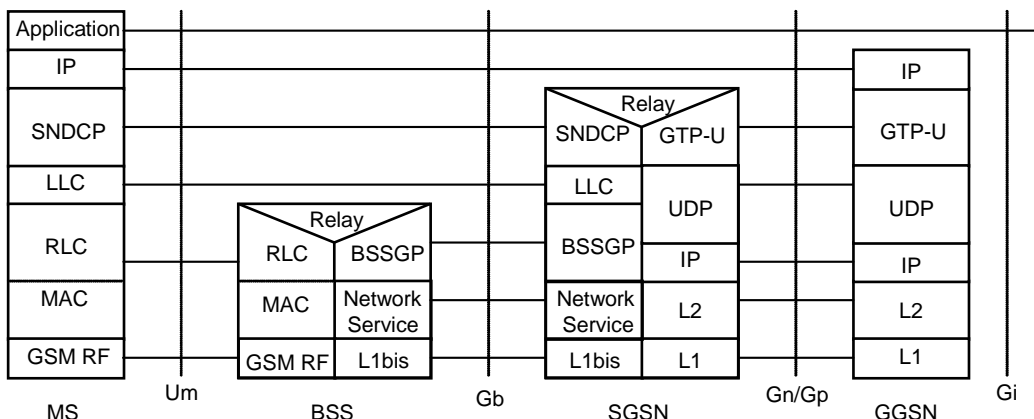 Application
IP
SNDCP
LLC
RLC
MAC
GSM RF
MS
Um
Relay
RLC
BSSGP
MAC
Network
Service
GSM RF
L1bis
BSS
Gb
Relay
SNDCP
GTP-U
LLC
UDP
BSSGP
IP
Network
Service
L2
L1bis
L1
SGSN
Gn/Gp
IP
GTP-U
UDP
IP
L2
L1
GGSN
Gi